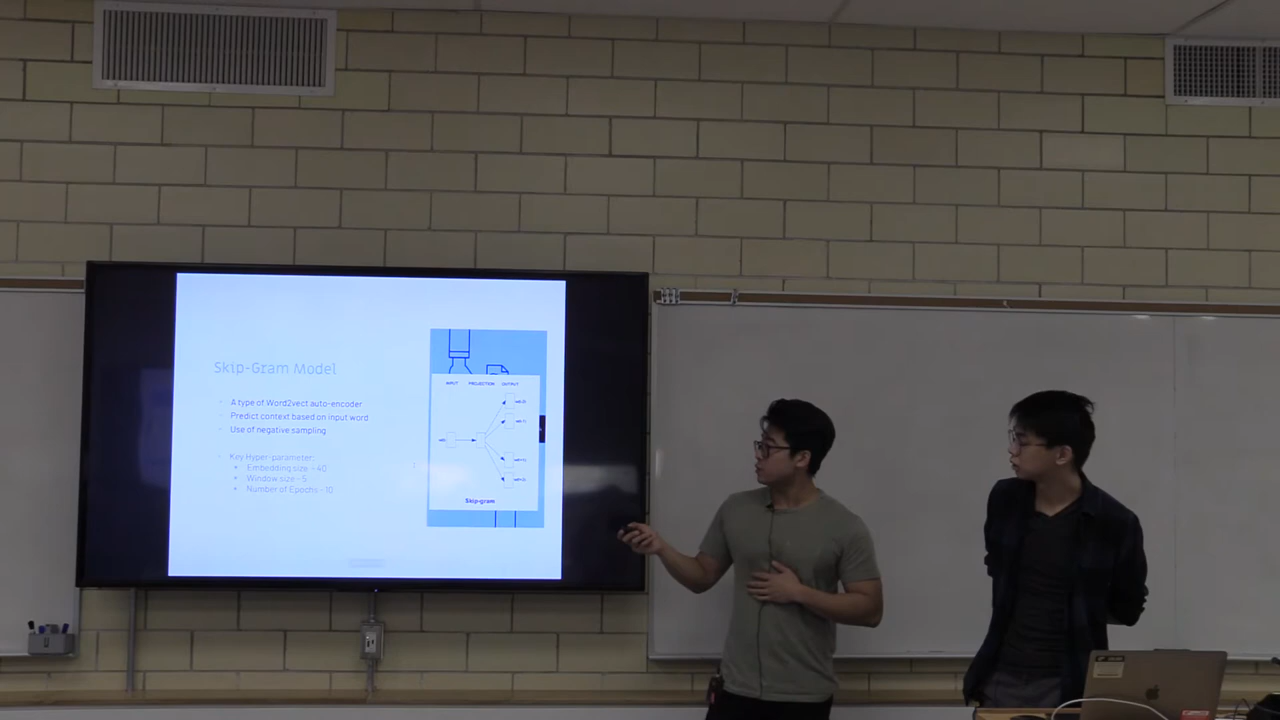 Skip-Gram Model
- A type of Word2vect auto-encoder
- Predict context based on input word
- Use of negative sampling
- Key Hyper-parameter:
Embedding size - 40
Window size - 5
Number of Epochs - 10
INPUT PROJECTION OUTPUT
Skip-gram